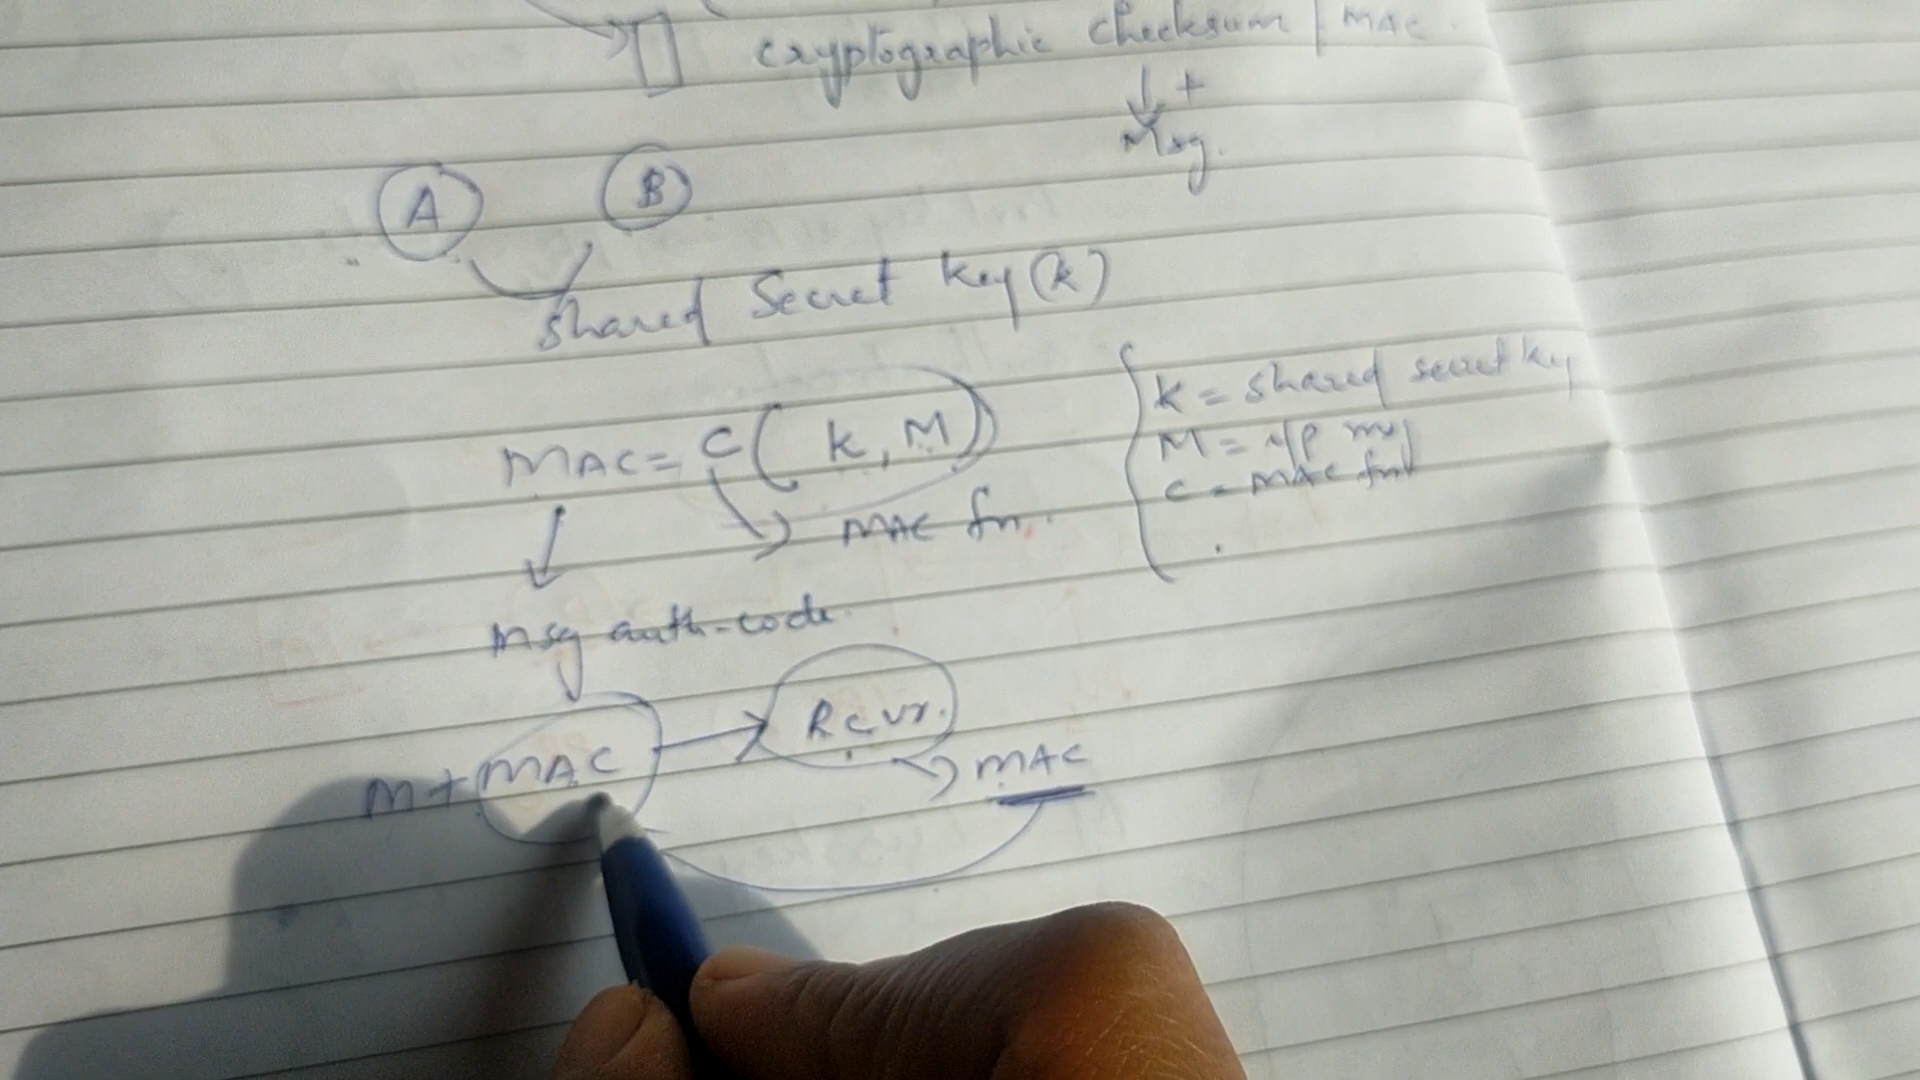 cryptographic checksum / MAC
+
Msg.
A B
Shared Secret key (k)
MAC = C ( k, M )
MAC fn.
k = shared secret key
M = i/p msg
C = MAC fn
msg auth-code.
M + MAC
Rcvr.
MAC